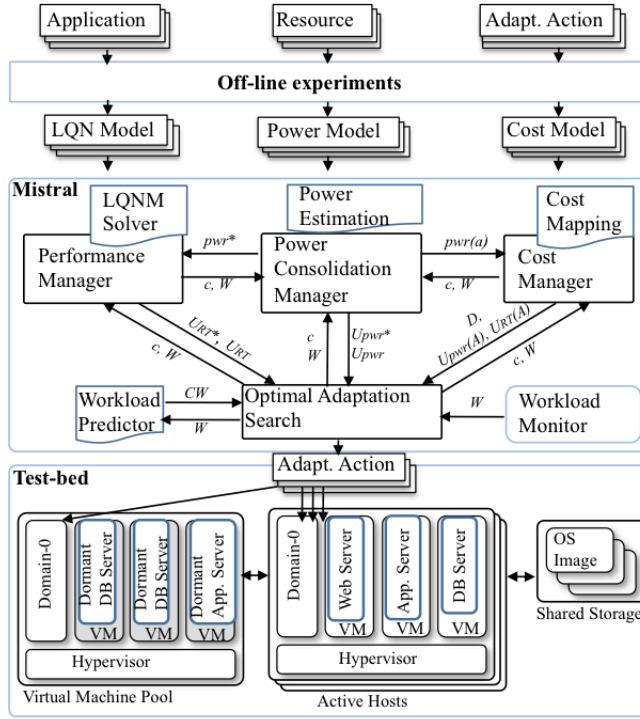 Application
Resource
Adapt. Action
Off-line experiments
LQN Model
Power Model
Cost Model
Mistral
LQNM
Solver
Power
Estimation
Cost
Mapping
Performance
Manager
pwr*
c, W
Power
Consolidation
Manager
pwr(a)
c, W
Cost
Manager
URT*, URT
c, W
c
W
Upwr*
Upwr
D,
Upwr(A), URT(A)
c, W
Workload
Predictor
CW
W
Optimal Adaptation
Search
W
Workload
Monitor
Test-bed
Adapt. Action
Domain-0
Dormant
DB Server
VM
Dormant
DB Server
VM
Dormant
App. Server
VM
Hypervisor
Virtual Machine Pool
Domain-0
Web Server
VM
App. Server
VM
DB Server
VM
Hypervisor
Active Hosts
OS
Image
Shared Storage